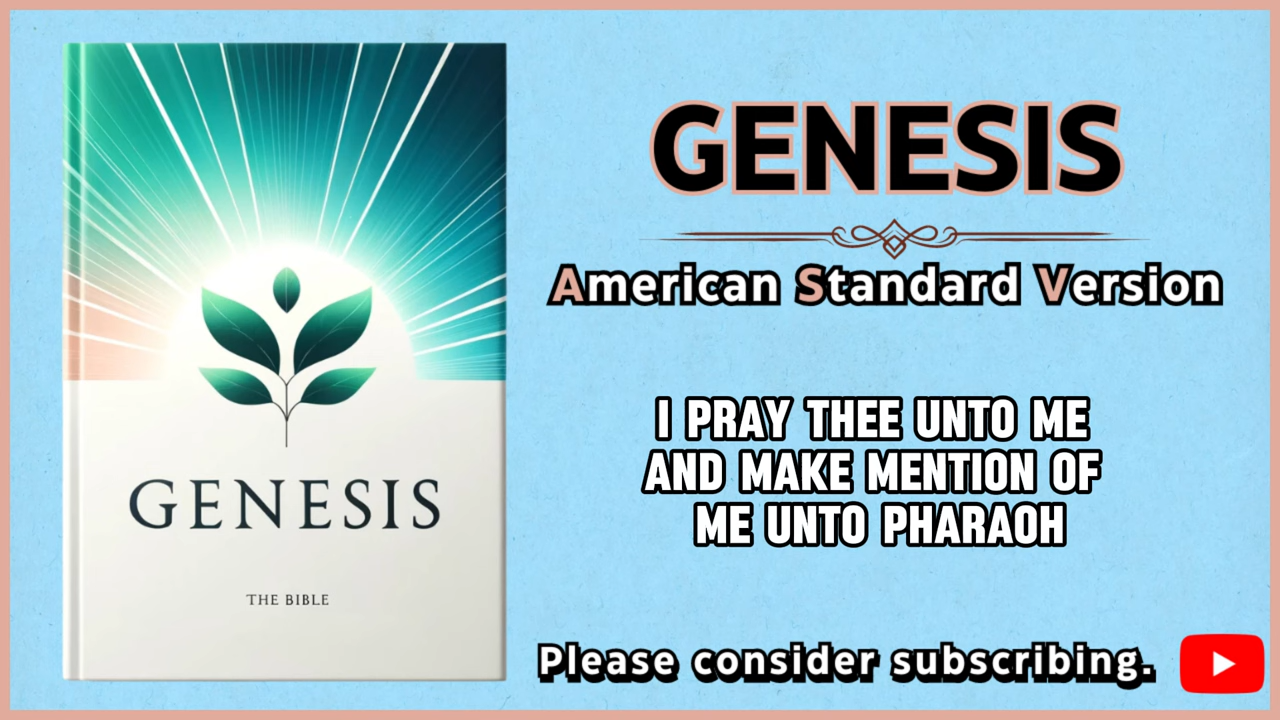 GENESIS
THE BIBLE
GENESIS
American Standard Version
I PRAY THEE UNTO ME
AND MAKE MENTION OF
ME UNTO PHARAOH
Please consider subscribing.